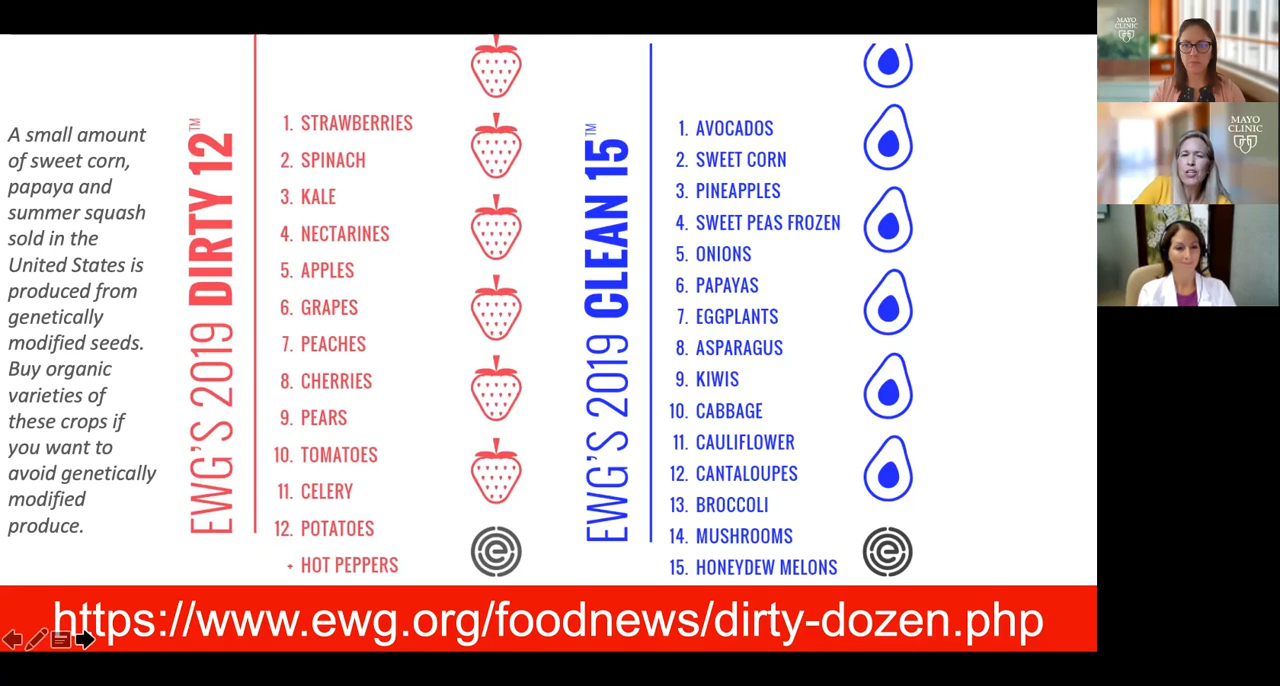 A small amount
of sweet corn,
papaya and
summer squash
sold in the
United States is
produced from
genetically
modified seeds.
Buy organic
varieties of
these crops if
you want to
avoid genetically
modified
produce.
EWG'S 2019 DIRTY 12™
1. STRAWBERRIES
2. SPINACH
3. KALE
4. NECTARINES
5. APPLES
6. GRAPES
7. PEACHES
8. CHERRIES
9. PEARS
10. TOMATOES
11. CELERY
12. POTATOES
+ HOT PEPPERS
e
EWG'S 2019 CLEAN 15™
1. AVOCADOS
2. SWEET CORN
3. PINEAPPLES
4. SWEET PEAS FROZEN
5. ONIONS
6. PAPAYAS
7. EGGPLANTS
8. ASPARAGUS
9. KIWIS
10. CABBAGE
11. CAULIFLOWER
12. CANTALOUPES
13. BROCCOLI
14. MUSHROOMS
15. HONEYDEW MELONS
e
https://www.ewg.org/foodnews/dirty-dozen.php
MAYO
CLINIC
MAYO
CLINIC